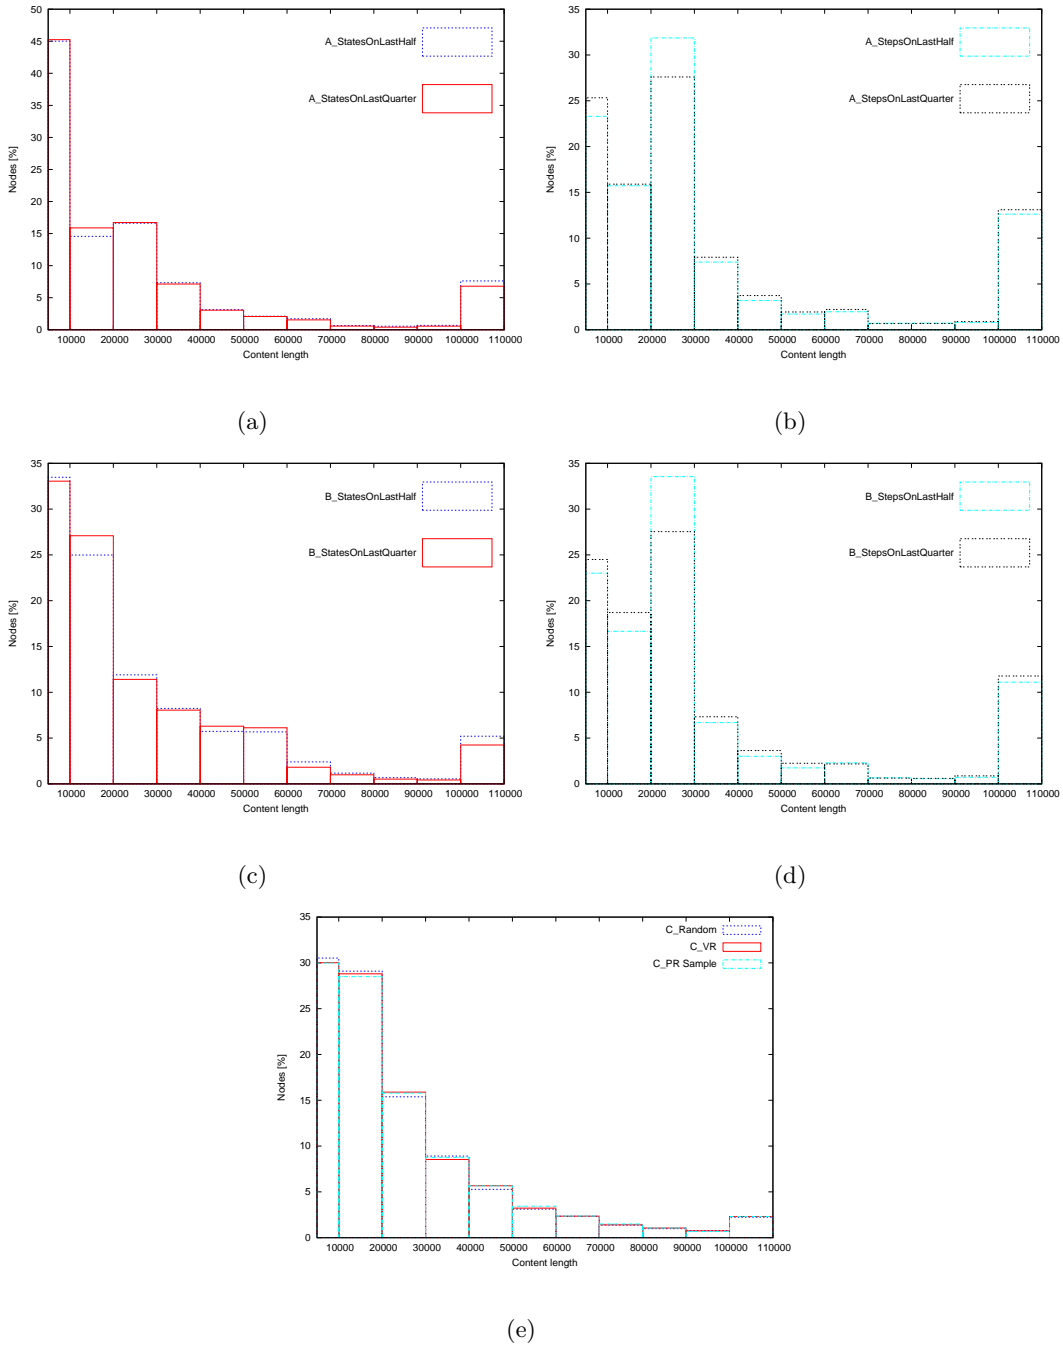 50
45
40
35
30
25
20
15
10
5
0
Nodes [%]
A_StatesOnLastHalf
A_StatesOnLastQuarter
10000 20000 30000 40000 50000 60000 70000 80000 90000 100000 110000
Content length
(a)
35
30
25
20
15
10
5
0
Nodes [%]
A_StepsOnLastHalf
A_StepsOnLastQuarter
10000 20000 30000 40000 50000 60000 70000 80000 90000 100000 110000
Content length
(b)
35
30
25
20
15
10
5
0
Nodes [%]
B_StatesOnLastHalf
B_StatesOnLastQuarter
10000 20000 30000 40000 50000 60000 70000 80000 90000 100000 110000
Content length
(c)
35
30
25
20
15
10
5
0
Nodes [%]
B_StepsOnLastHalf
B_StepsOnLastQuarter
10000 20000 30000 40000 50000 60000 70000 80000 90000 100000 110000
Content length
(d)
35
30
25
20
15
10
5
0
Nodes [%]
C_Random
C_VR
C_PR Sample
10000 20000 30000 40000 50000 60000 70000 80000 90000 100000 110000
Content length
(e)